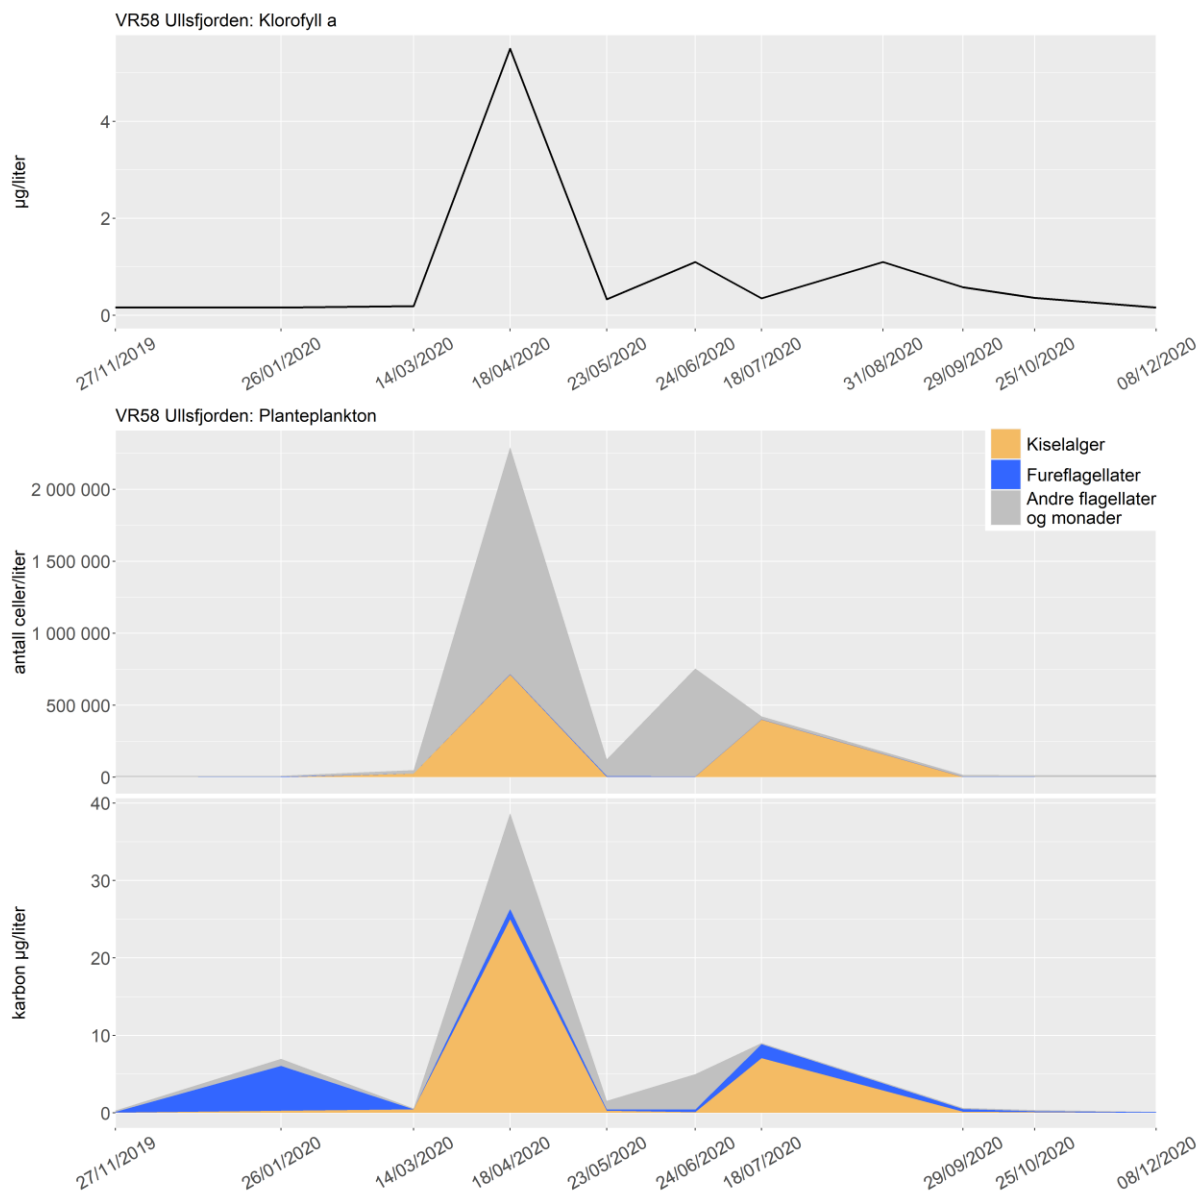 VR58 Ullsfjorden: Klorofyll a
µg/liter
4
2
0
27/11/2019
26/01/2020
14/03/2020
18/04/2020
23/05/2020
24/06/2020
18/07/2020
31/08/2020
29/09/2020
25/10/2020
08/12/2020
VR58 Ullsfjorden: Planteplankton
Kiselalger
Fureflagellater
Andre flagellater
og monader
antall celler/liter
2 000 000
1 500 000
1 000 000
500 000
0
karbon µg/liter
40
30
20
10
0
27/11/2019
26/01/2020
14/03/2020
18/04/2020
23/05/2020
24/06/2020
18/07/2020
29/09/2020
25/10/2020
08/12/2020